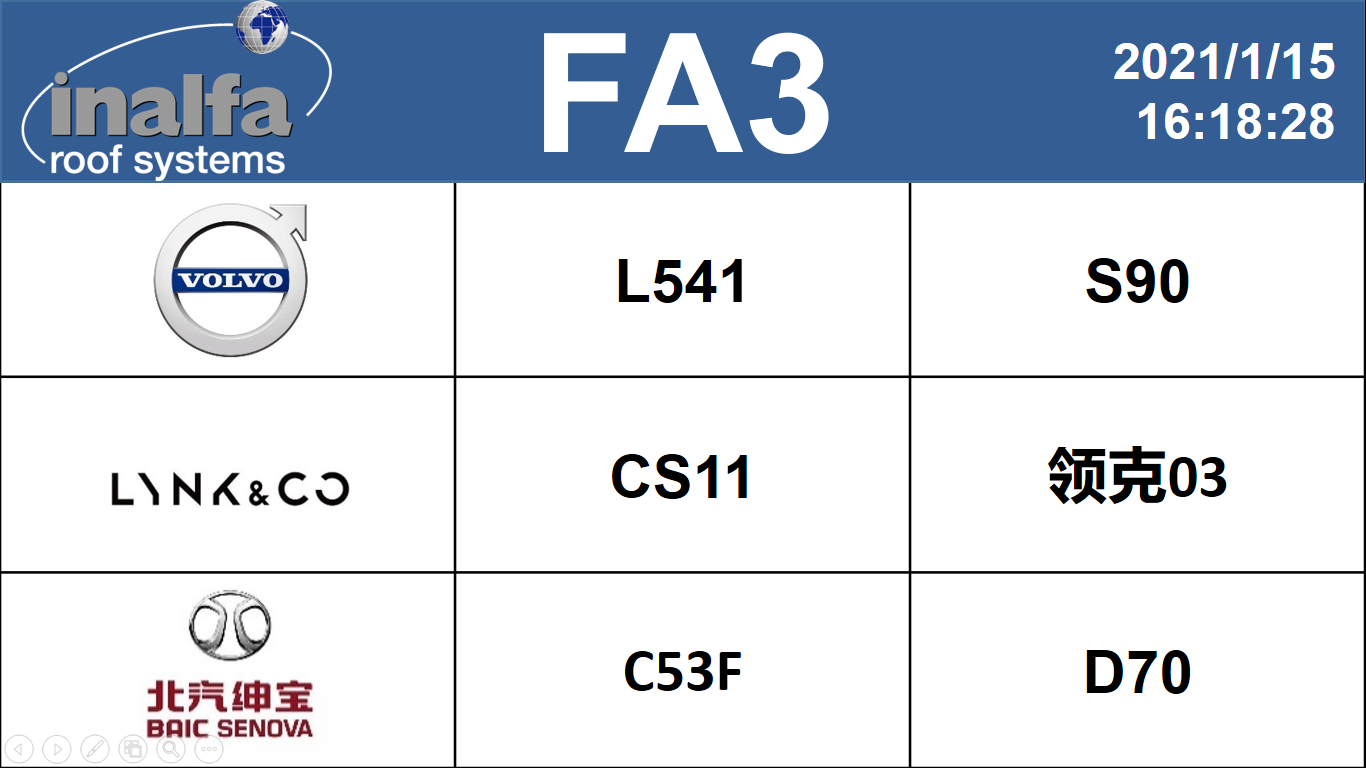 inalfa
roof systems
FA3
2021/1/15
16:18:28
VOLVO
L541
S90
LYNK&CO
CS11
领克03
北汽绅宝
BAIC SENOVA
C53F
D70